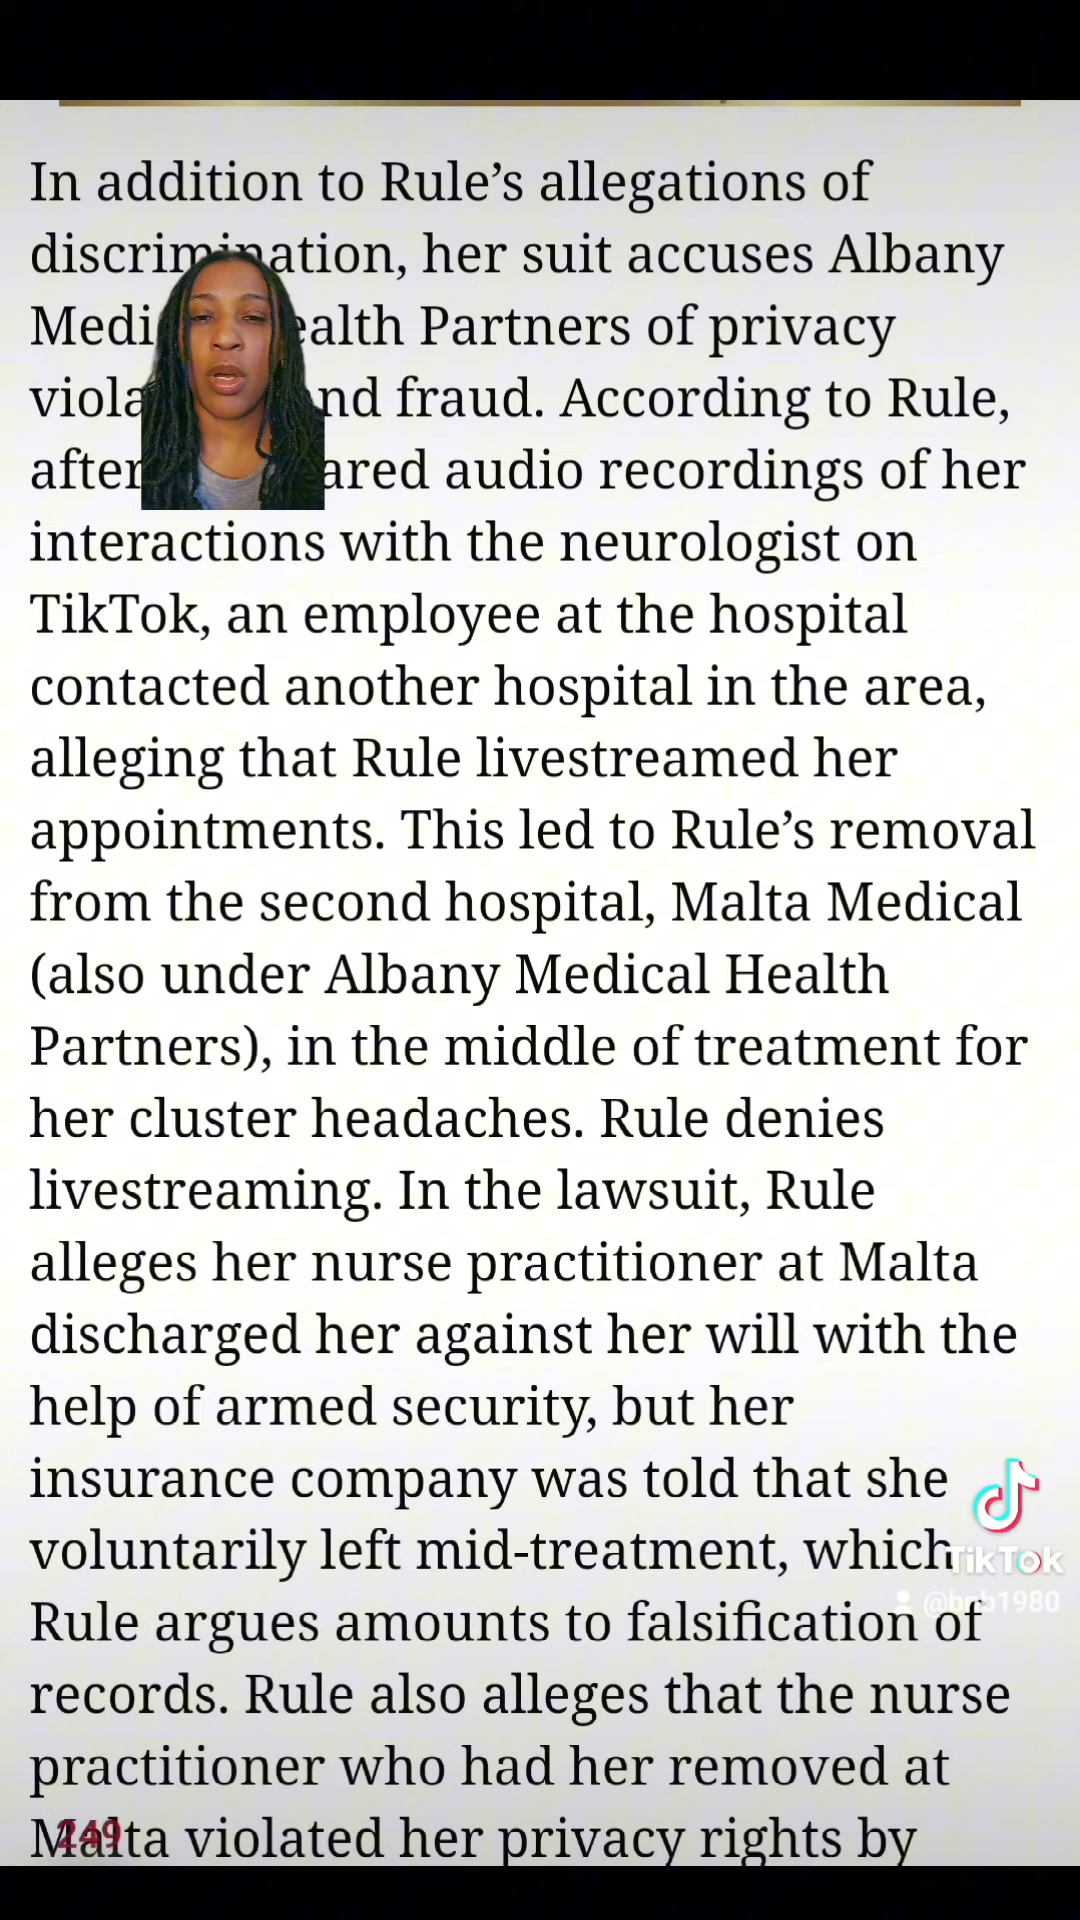 In addition to Rule’s allegations of
discrimination, her suit accuses Albany
Medi ealth Partners of privacy
viola nd fraud. According to Rule,
after ared audio recordings of her
interactions with the neurologist on
TikTok, an employee at the hospital
contacted another hospital in the area,
alleging that Rule livestreamed her
appointments. This led to Rule’s removal
from the second hospital, Malta Medical
(also under Albany Medical Health
Partners), in the middle of treatment for
her cluster headaches. Rule denies
livestreaming. In the lawsuit, Rule
alleges her nurse practitioner at Malta
discharged her against her will with the
help of armed security, but her
insurance company was told that she
voluntarily left mid-treatment, which
TikTok
Rule argues amounts to falsification of
@bnb1980
records. Rule also alleges that the nurse
practitioner who had her removed at
Malta violated her privacy rights by
249